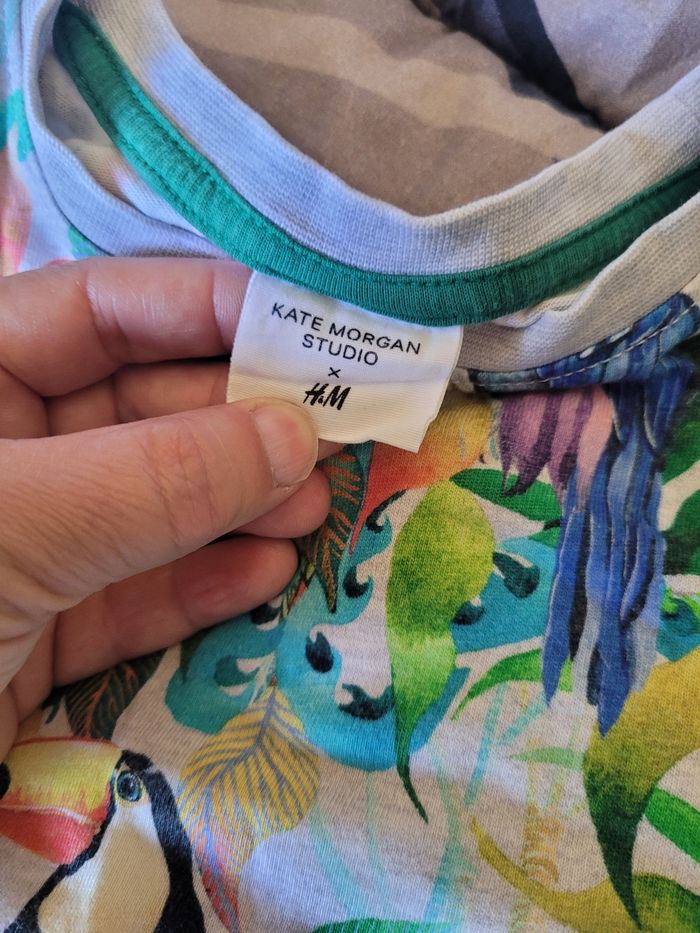 KATE MORGAN
STUDIO
×
H&M